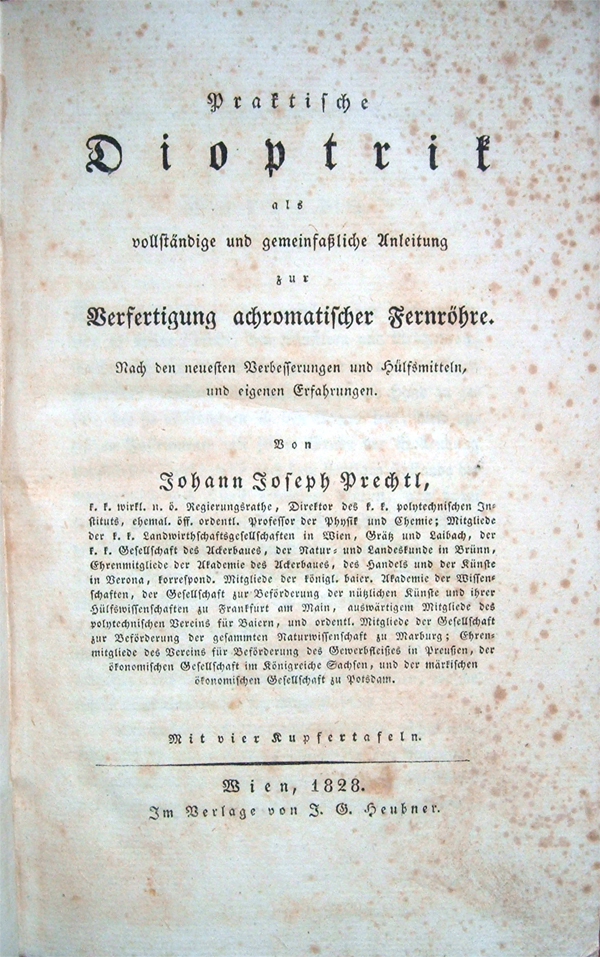 Praktische
Dioptrik
als
vollständige und gemeinfaßliche Anleitung
zur
Verfertigung achromatischer Fernröhre.
Nach den neuesten Verbesserungen und Hülfsmitteln,
und eigenen Erfahrungen.
Von
Johann Joseph Prechtl,
k. k. wirkl. n. ö. Regierungsrathe, Direktor des k. k. polytechnischen In-
stituts, ehemal. öff. ordentl. Professor der Physik und Chemie; Mitgliede
der k. k. Landwirthschaftsgesellschaften in Wien, Grätz und Laibach, der
k. k. Gesellschaft des Ackerbaues, der Natur- und Landeskunde in Brünn,
Ehrenmitgliede der Akademie des Ackerbaues, des Handels und der Künste
in Verona, korrespond. Mitgliede der königl. baier. Akademie der Wissen-
schaften, der Gesellschaft zur Beförderung der nützlichen Künste und ihrer
Hülfswissenschaften zu Frankfurt am Main, auswärtigem Mitgliede des
polytechnischen Vereins für Baiern, und ordentl. Mitgliede der Gesellschaft
zur Beförderung der gesammten Naturwissenschaft zu Marburg; Ehren-
mitgliede des Vereins für Beförderung des Gewerbfleißes in Preußen, der
ökonomischen Gesellschaft im Königreiche Sachsen, und der märkischen
ökonomischen Gesellschaft zu Potsdam.
Mit vier Kupfertafeln.
Wien, 1828.
Im Verlage von J. G. Heubner.